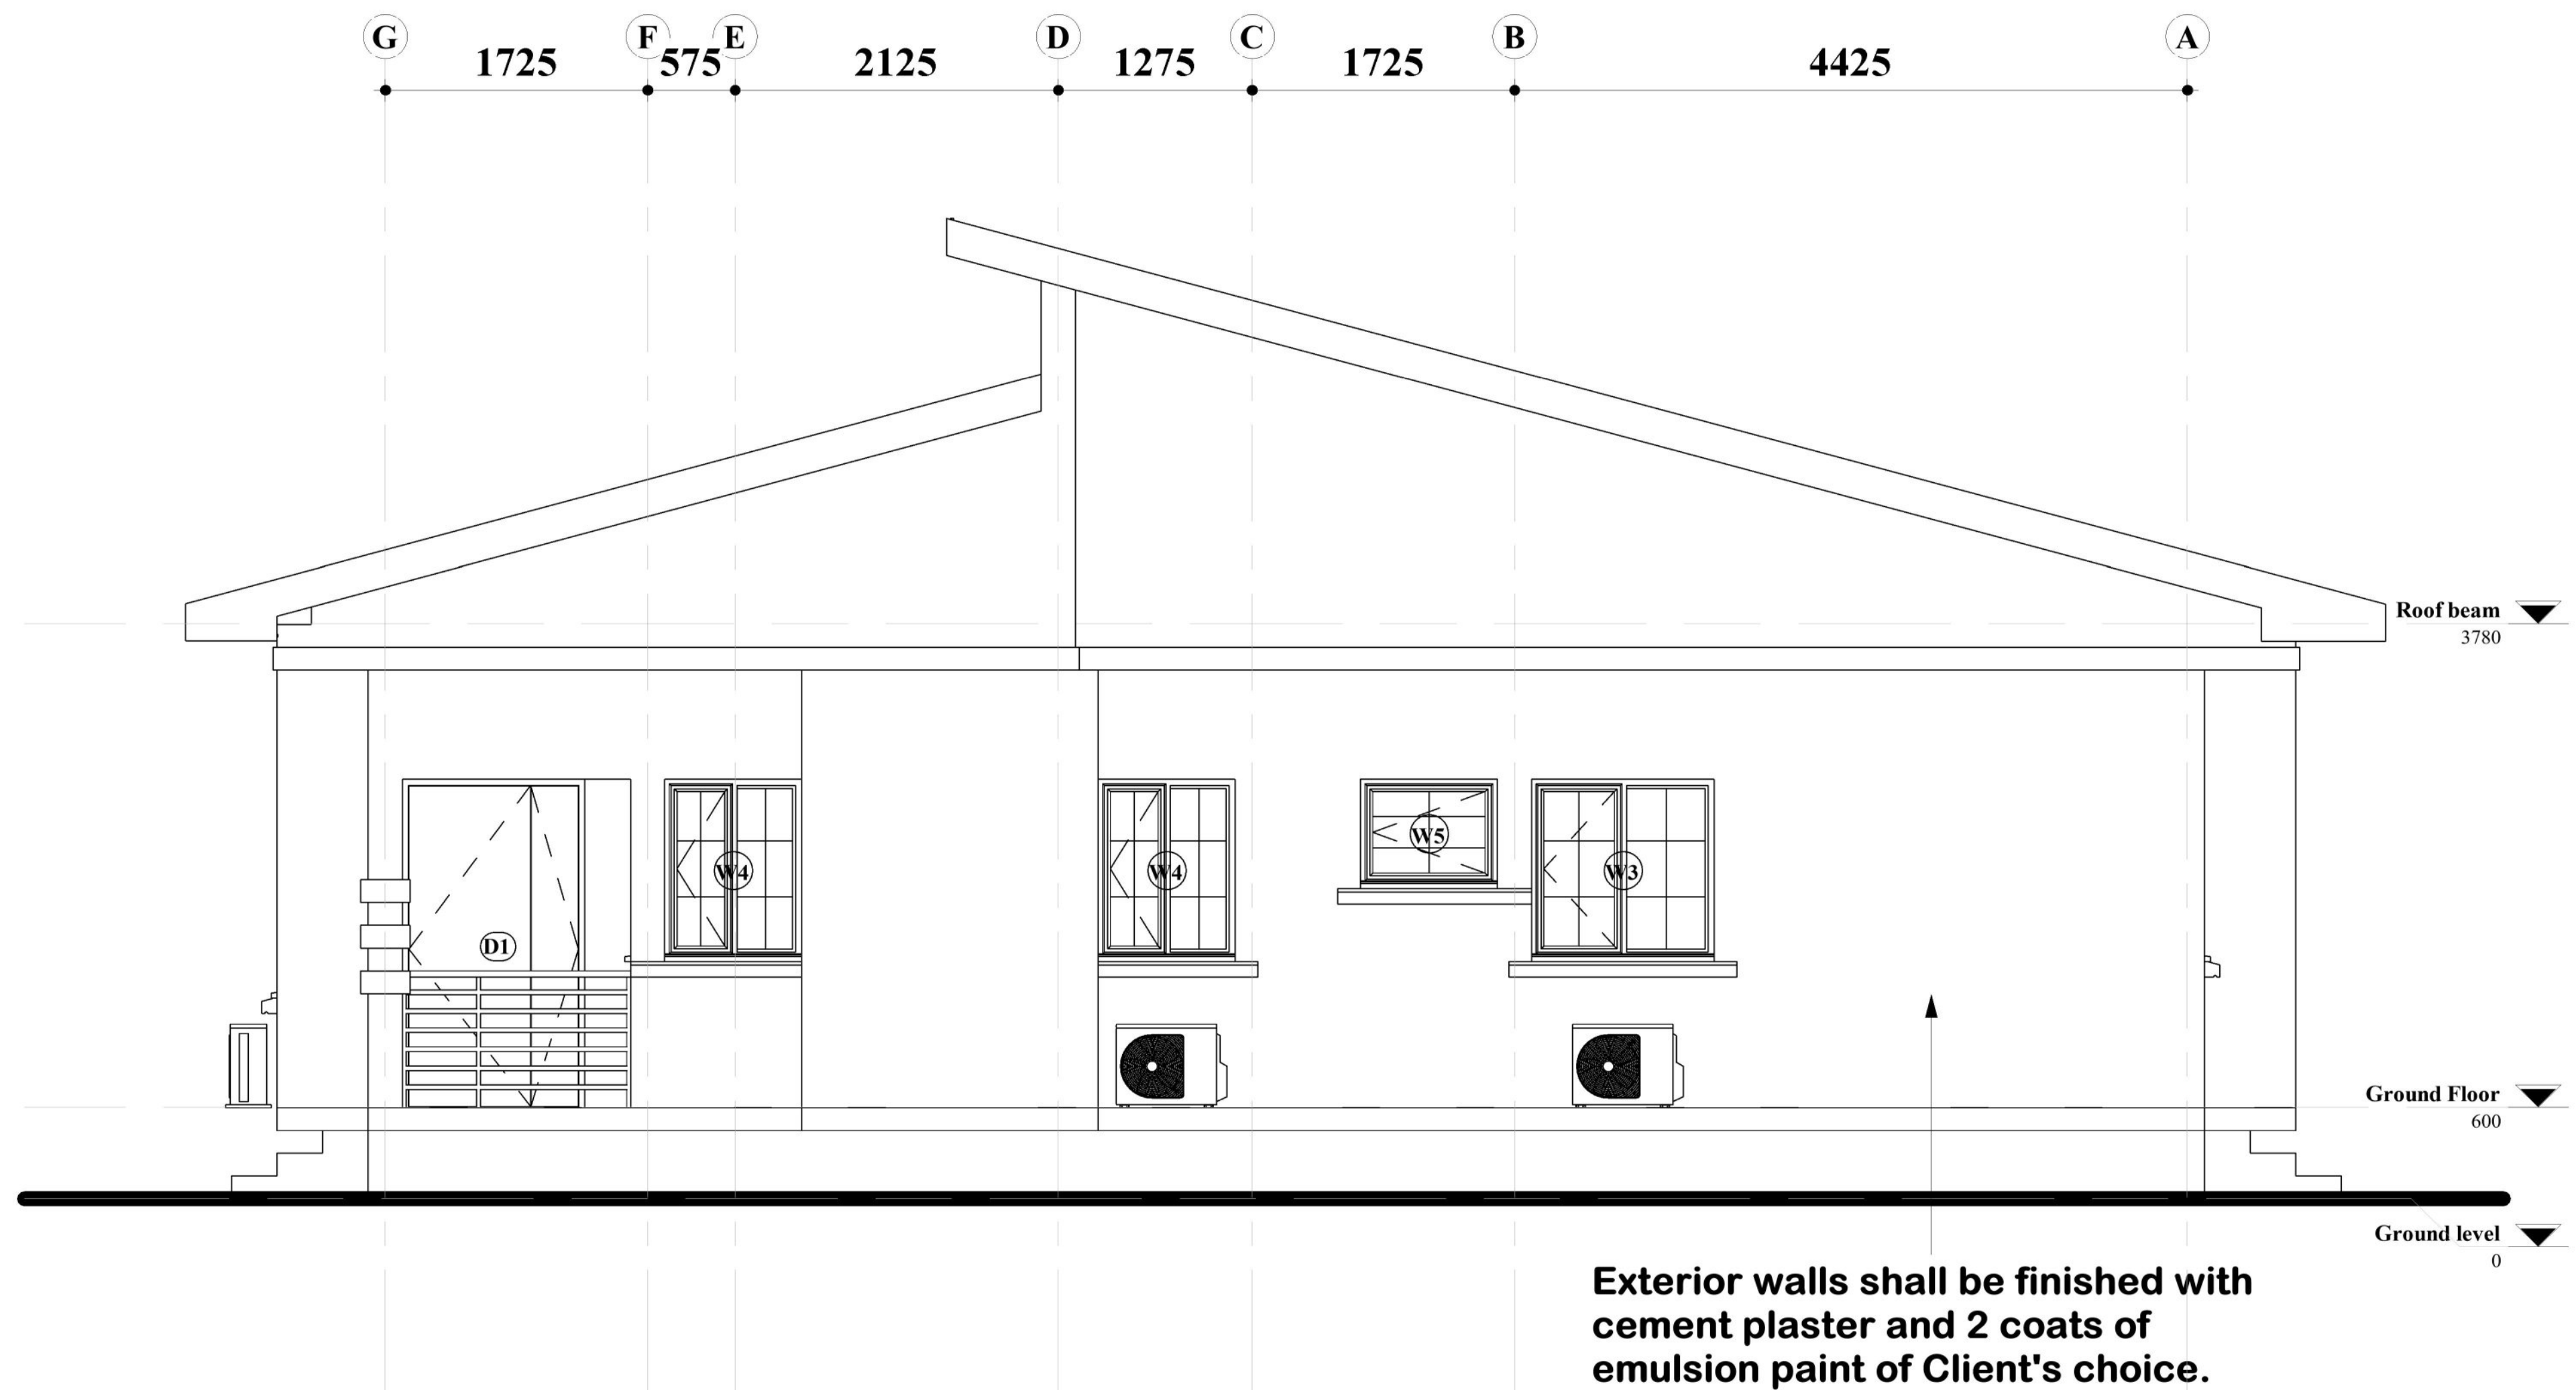 G F E D C B A
1725 575 2125 1275 1725 4425
Roof beam
3780
W5
W4 W4 W3
D1
Ground Floor
600
Ground level
0
Exterior walls shall be finished with
cement plaster and 2 coats of
emulsion paint of Client's choice.